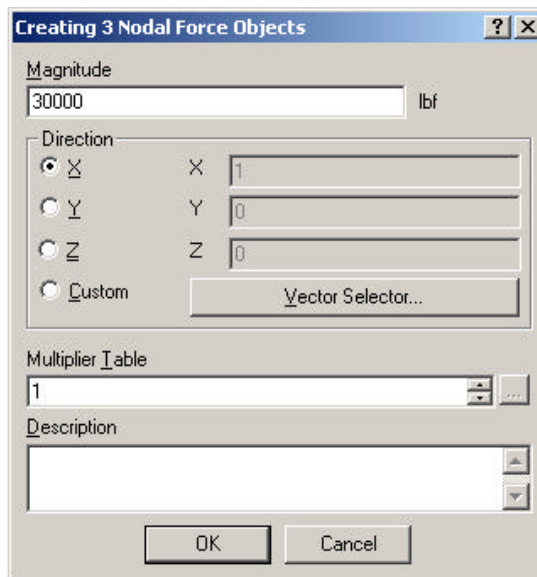 Creating 3 Nodal Force Objects
Magnitude
30000 lbf
Direction
X X 1
Y Y 0
Z Z 0
Custom Vector Selector...
Multiplier Table
1 ...
Description
OK Cancel